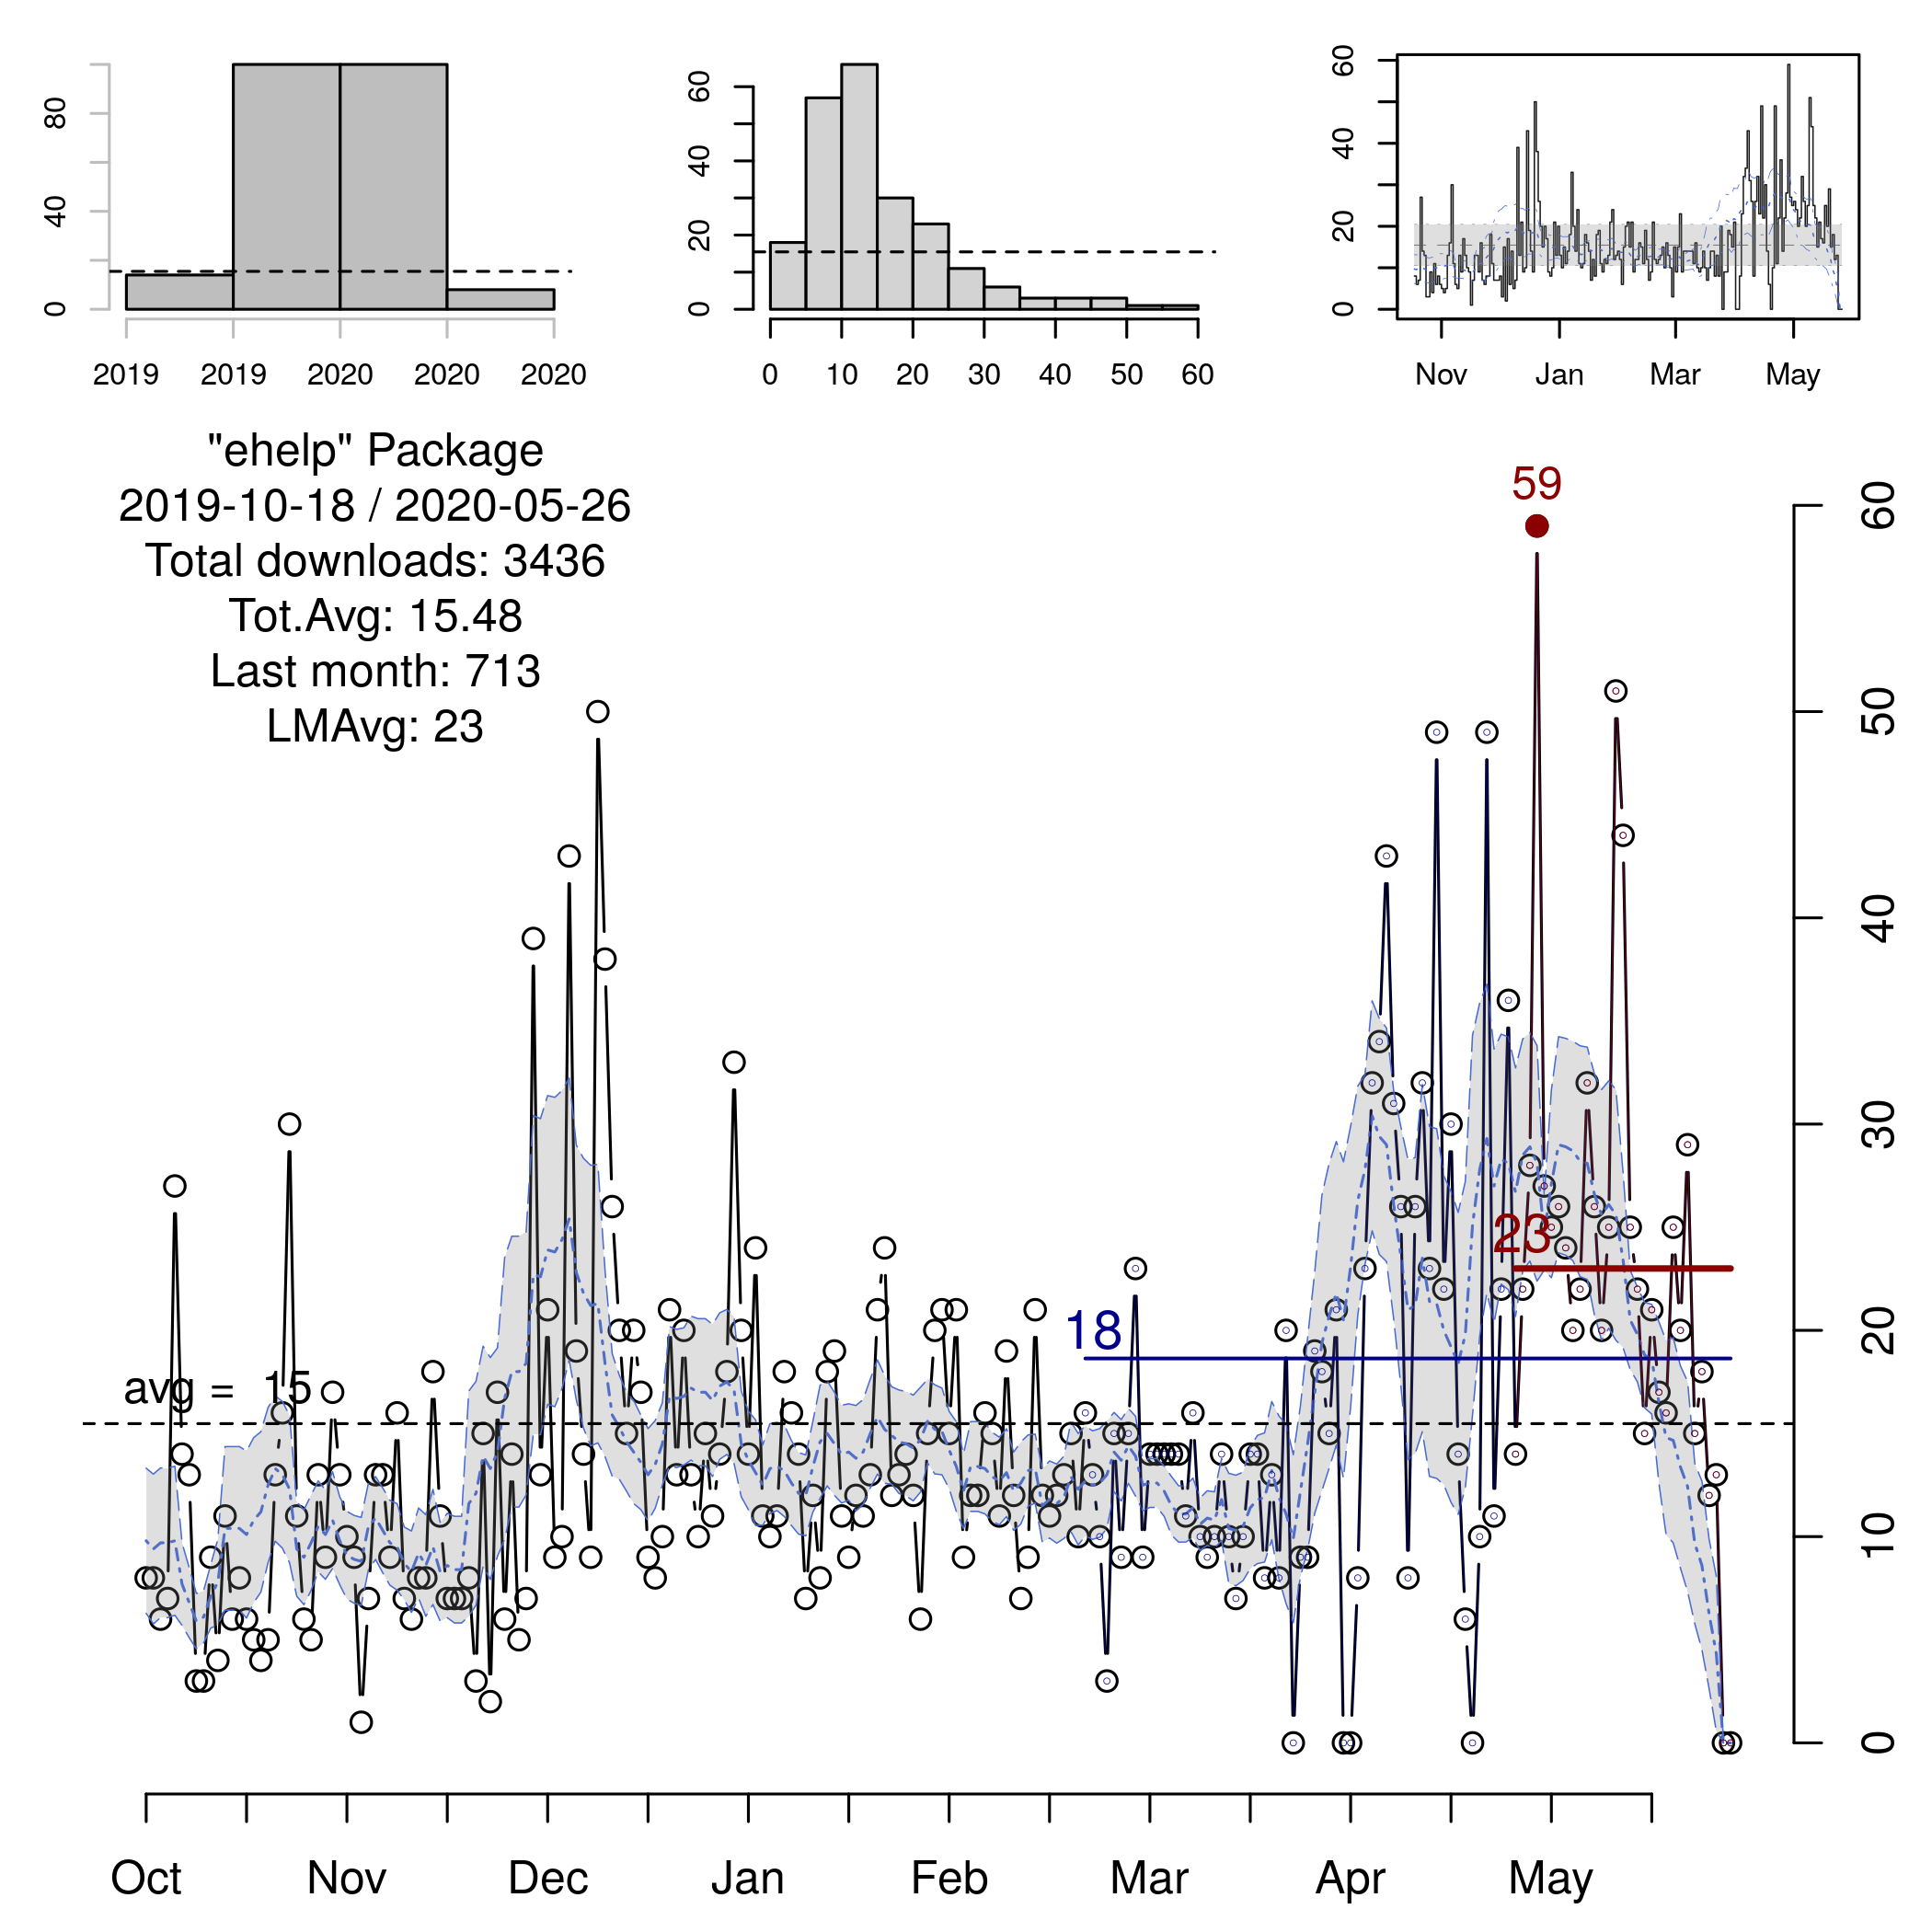 80
40
0
2019 2019 2020 2020 2020
60
40
20
0
0 10 20 30 40 50 60
60
40
20
0
Nov Jan Mar May
"ehelp" Package
2019-10-18 / 2020-05-26
Total downloads: 3436
Tot.Avg: 15.48
Last month: 713
LMAvg: 23
59
23
18
avg = 15
60
50
40
30
20
10
0
Oct Nov Dec Jan Feb Mar Apr May